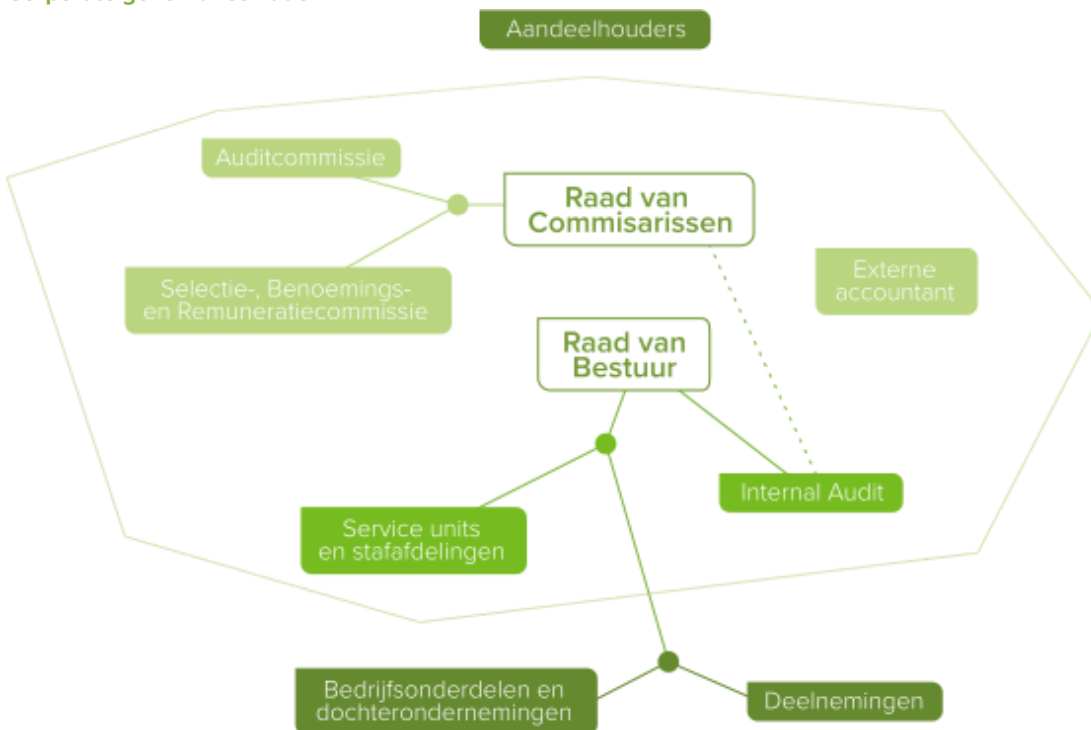 Aandeelhouders
Auditcommissie
Raad van
Commisarissen
Externe
accountant
Selectie-, Benoemings-
en Remuneratiecommissie
Raad van
Bestuur
Internal Audit
Service units
en stafafdelingen
Bedrijfsonderdelen en
dochterondernemingen
Deelnemingen